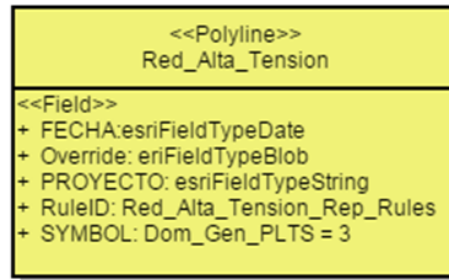 <<Polyline>>
Red_Alta_Tension
<<Field>>
+ FECHA:esriFieldTypeDate
+ Override: eriFieldTypeBlob
+ PROYECTO: esriFieldTypeString
+ RuleID: Red_Alta_Tension_Rep_Rules
+ SYMBOL: Dom_Gen_PLTS = 3